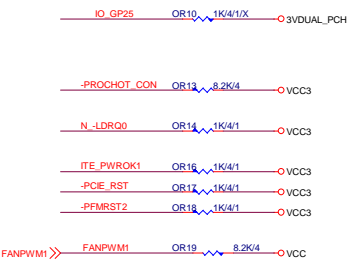 IO_GP25 OR10 1K/4/1/X 3VDUAL_PCH
-PROCHOT_CON OR13 8.2K/4 VCC3
N_-LDRQ0 OR14 1K/4/1 VCC3
ITE_PWROK1 OR16 1K/4/1 VCC3
-PCIE_RST OR17 1K/4/1 VCC3
-PFMRST2 OR18 1K/4/1 VCC3
FANPWM1 FANPWM1 OR19 8.2K/4 VCC